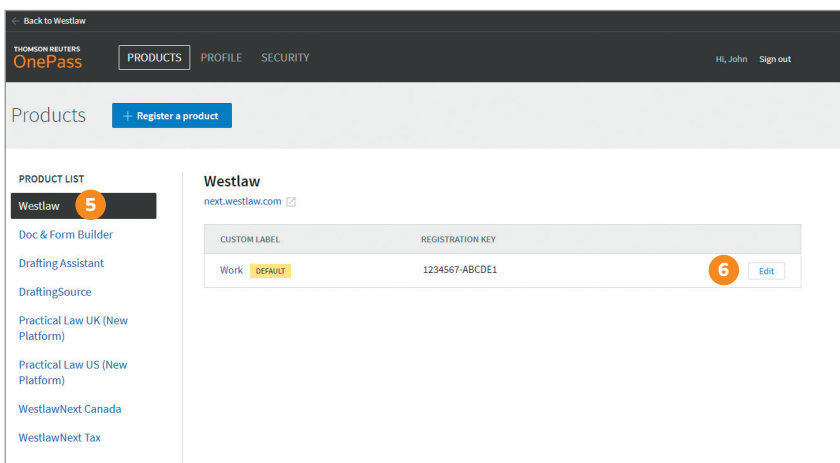 ← Back to Westlaw
THOMSON REUTERS
OnePass
PRODUCTS PROFILE SECURITY
Hi, John Sign out
Products
+ Register a product
PRODUCT LIST
Westlaw 5
Doc & Form Builder
Drafting Assistant
DraftingSource
Practical Law UK (New
Platform)
Practical Law US (New
Platform)
WestlawNext Canada
WestlawNext Tax
Westlaw
next.westlaw.com
CUSTOM LABEL REGISTRATION KEY
Work DEFAULT 1234567-ABCDE1 6 Edit